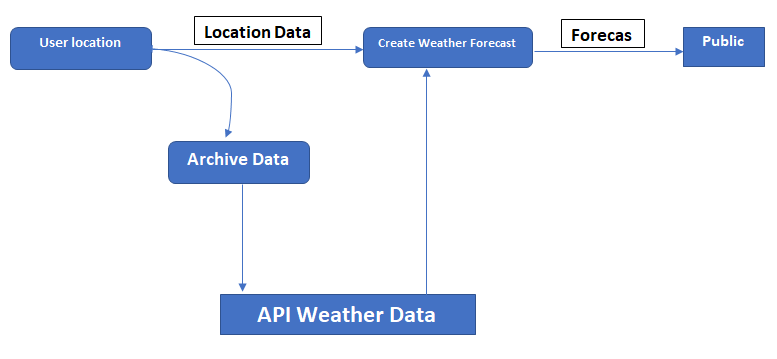 User location
Location Data
Create Weather Forecast
Forecas
Public
Archive Data
API Weather Data